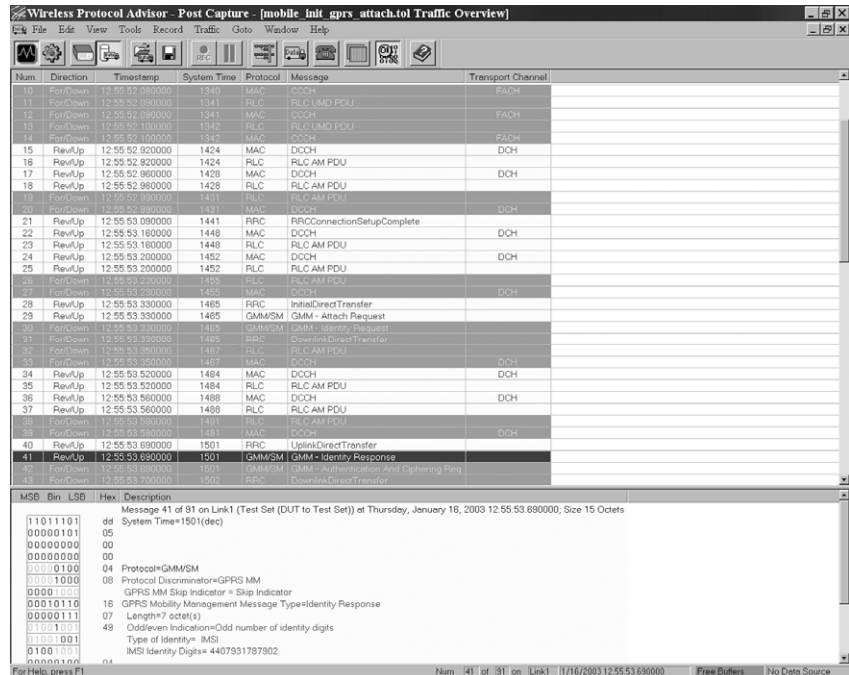 Wireless Protocol Advisor - Post Capture - [mobile_init_gprs_attach.tol Traffic Overview]
File Edit View Tools Record Traffic Goto Window Help
REC Data STOC
Num Direction Timestamp System Time Protocol Message Transport Channel
10 For/Down 12:55:52.080000 1340 MAC CCCH FACH
11 For/Down 12:55:52.090000 1341 RLC RLC UMD PDU
12 For/Down 12:55:52.090000 1341 MAC CCCH FACH
13 For/Down 12:55:52.100000 1342 RLC RLC UMD PDU
14 For/Down 12:55:52.100000 1342 MAC CCCH FACH
15 Rev/Up 12:55:52.920000 1424 MAC DCCH DCH
16 Rev/Up 12:55:52.920000 1424 RLC RLC AM PDU
17 Rev/Up 12:55:52.960000 1428 MAC DCCH DCH
18 Rev/Up 12:55:52.960000 1428 RLC RLC AM PDU
19 For/Down 12:55:52.990000 1431 RLC RLC AM PDU
20 For/Down 12:55:52.990000 1431 MAC DCCH DCH
21 Rev/Up 12:55:53.090000 1441 RRC RRCConnectionSetupComplete
22 Rev/Up 12:55:53.160000 1448 MAC DCCH DCH
23 Rev/Up 12:55:53.160000 1448 RLC RLC AM PDU
24 Rev/Up 12:55:53.200000 1452 MAC DCCH DCH
25 Rev/Up 12:55:53.200000 1452 RLC RLC AM PDU
26 For/Down 12:55:53.230000 1455 RLC RLC AM PDU
27 For/Down 12:55:53.230000 1455 MAC DCCH DCH
28 Rev/Up 12:55:53.330000 1465 RRC InitialDirectTransfer
29 Rev/Up 12:55:53.330000 1465 GMM/SM GMM - Attach Request
30 For/Down 12:55:53.330000 1465 GMM/SM GMM - Identity Request
31 For/Down 12:55:53.330000 1465 RRC DownlinkDirectTransfer
32 For/Down 12:55:53.350000 1467 RLC RLC AM PDU
33 For/Down 12:55:53.350000 1467 MAC DCCH DCH
34 Rev/Up 12:55:53.520000 1484 MAC DCCH DCH
35 Rev/Up 12:55:53.520000 1484 RLC RLC AM PDU
36 Rev/Up 12:55:53.560000 1488 MAC DCCH DCH
37 Rev/Up 12:55:53.560000 1488 RLC RLC AM PDU
38 For/Down 12:55:53.590000 1491 RLC RLC AM PDU
39 For/Down 12:55:53.590000 1491 MAC DCCH DCH
40 Rev/Up 12:55:53.690000 1501 RRC UplinkDirectTransfer
41 Rev/Up 12:55:53.690000 1501 GMM/SM GMM - Identity Response
42 For/Down 12:55:53.690000 1501 GMM/SM GMM - Authentication And Ciphering Req
43 For/Down 12:55:53.700000 1502 RRC DownlinkDirectTransfer
MSB Bin LSB Hex Description
Message 41 of 91 on Link1 (Test Set (DUT to Test Set)) at Thursday, January 16, 2003 12:55:53.690000; Size 15 Octets
11011101 dd System Time=1501(dec)
00000101 05
00000000 00
00000000 00
00000100 04 Protocol=GMM/SM
00001000 08 Protocol Discriminator=GPRS MM
00001000 GPRS MM Skip Indicator = Skip Indicator
00010110 16 GPRS Mobility Management Message Type=Identity Response
00000111 07 Length=7 octet(s)
01001001 49 Odd/even Indication=Odd number of identity digits
01001001 Type of Identity= IMSI
01001001 IMSI Identity Digits= 4407931787902
00000100 04
For Help, press F1 Num 41 of 91 on Link1 1/16/2003 12:55:53.690000 Free Buffers No Data Source